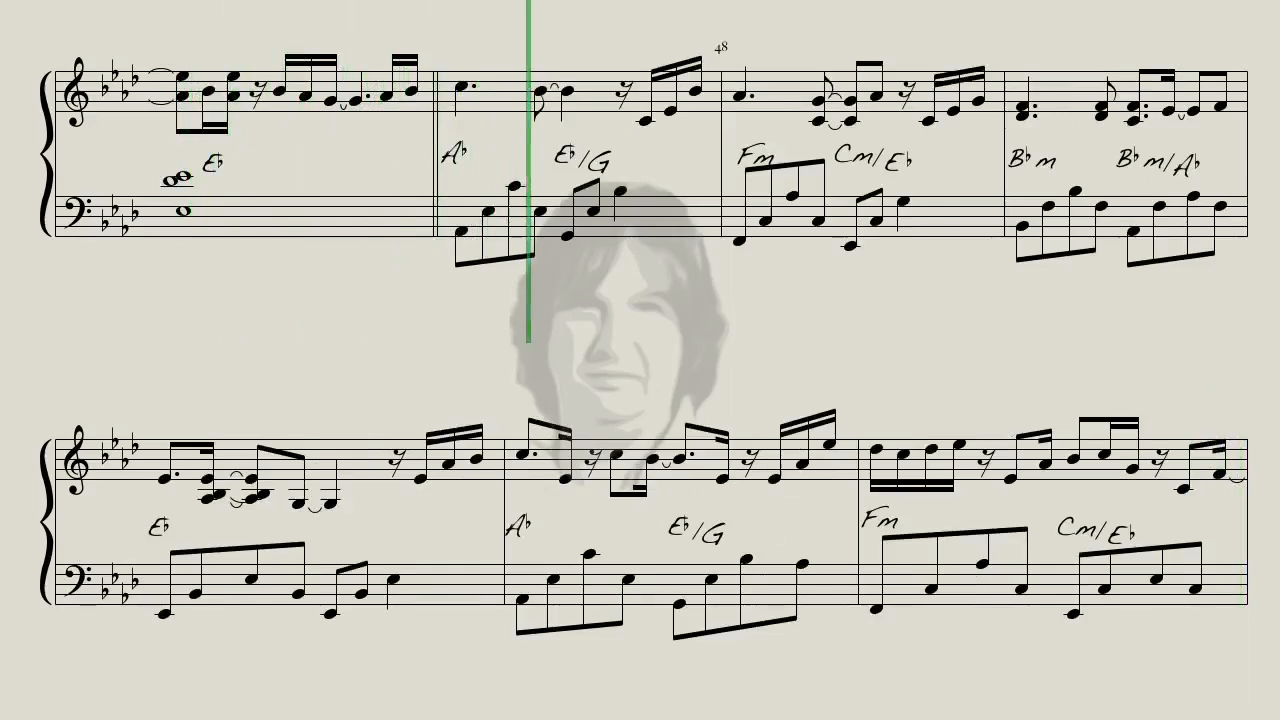 48
E♭ A♭ E♭/G Fm Cm/E♭ B♭m B♭m/A♭
E♭ A♭ E♭/G Fm Cm/E♭